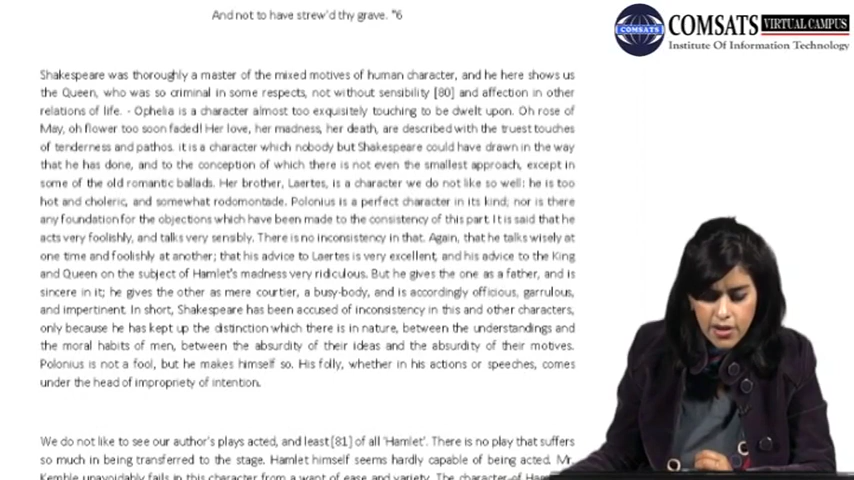 And not to have strew'd thy grave. "6
COMSATS
COMSATS VIRTUAL CAMPUS
Institute Of Information Technology
Shakespeare was thoroughly a master of the mixed motives of human character, and he here shows us
the Queen, who was so criminal in some respects, not without sensibility [80] and affection in other
relations of life. - Ophelia is a character almost too exquisitely touching to be dwelt upon. Oh rose of
May, oh flower too soon faded! Her love, her madness, her death, are described with the truest touches
of tenderness and pathos. it is a character which nobody but Shakespeare could have drawn in the way
that he has done, and to the conception of which there is not even the smallest approach, except in
some of the old romantic ballads. Her brother, Laertes, is a character we do not like so well: he is too
hot and choleric, and somewhat rodomontade. Polonius is a perfect character in its kind; nor is there
any foundation for the objections which have been made to the consistency of this part. It is said that he
acts very foolishly, and talks very sensibly. There is no inconsistency in that. Again, that he talks wisely at
one time and foolishly at another; that his advice to Laertes is very excellent, and his advice to the King
and Queen on the subject of Hamlet's madness very ridiculous. But he gives the one as a father, and is
sincere in it; he gives the other as mere courtier, a busy-body, and is accordingly officious, garrulous,
and impertinent. In short, Shakespeare has been accused of inconsistency in this and other characters,
only because he has kept up the distinction which there is in nature, between the understandings and
the moral habits of men, between the absurdity of their ideas and the absurdity of their motives.
Polonius is not a fool, but he makes himself so. His folly, whether in his actions or speeches, comes
under the head of impropriety of intention.
We do not like to see our author's plays acted, and least [81] of all 'Hamlet'. There is no play that suffers
so much in being transferred to the stage. Hamlet himself seems hardly capable of being acted. Mr.
Kemble unavoidably fails in this character from a want of ease and variety. The character of